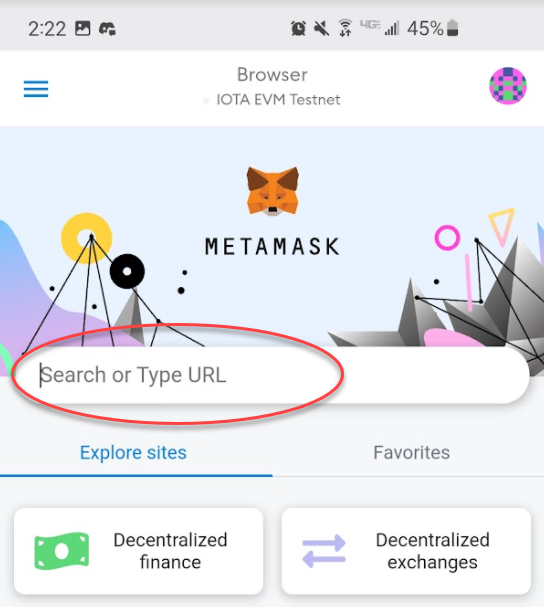 2:22
4GE
45%
Browser
IOTA EVM Testnet
METAMASK
Search or Type URL
Explore sites
Favorites
Decentralized
finance
Decentralized
exchanges